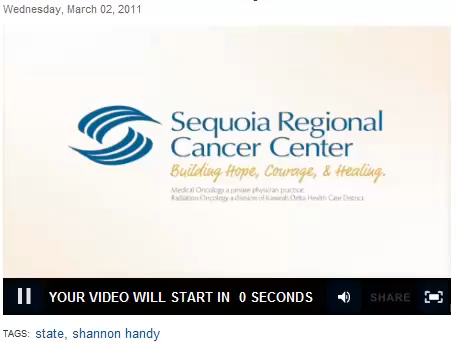 Wednesday, March 02, 2011
Sequoia Regional
Cancer Center
Building Hope, Courage, & Healing.
Medical Oncology a private physician practice.
Radiation Oncology a division of Kaweah Delta Health Care District.
YOUR VIDEO WILL START IN 0 SECONDS
SHARE
TAGS: state, shannon handy